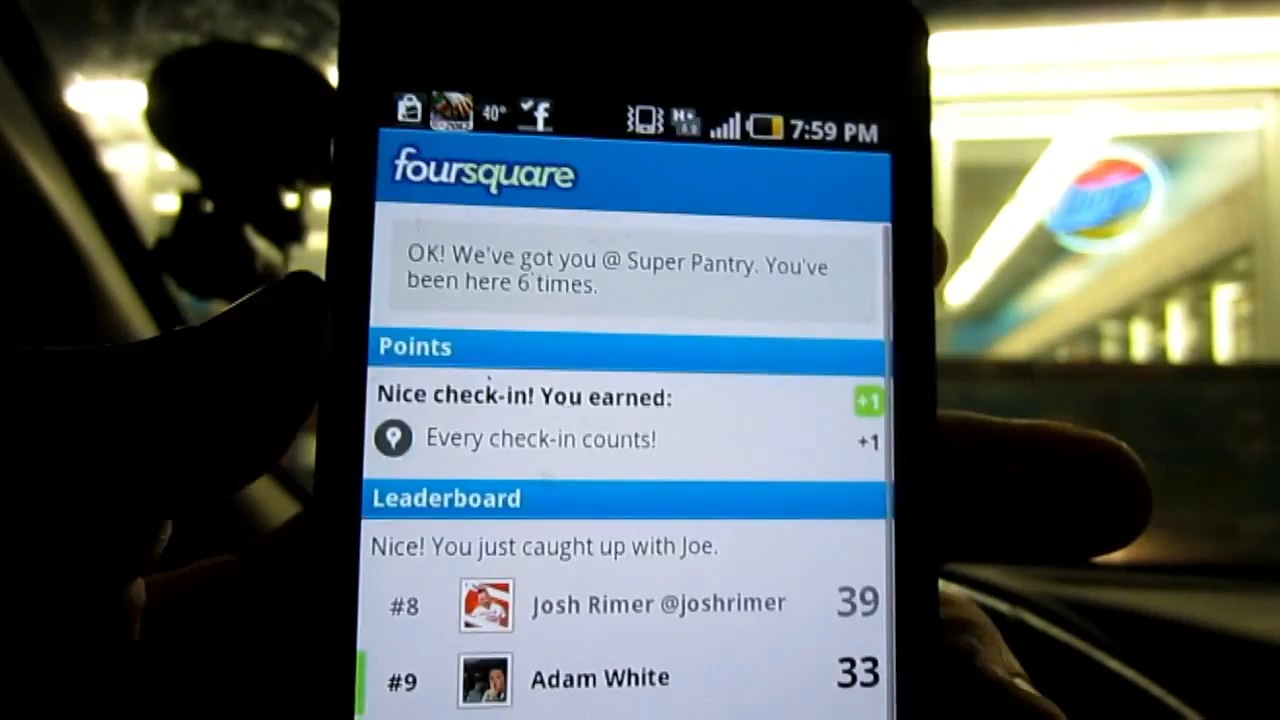 40° 7:59 PM
foursquare
OK! We've got you @ Super Pantry. You've
been here 6 times.
Points
Nice check-in! You earned: +1
Every check-in counts! +1
Leaderboard
Nice! You just caught up with Joe.
#8 Josh Rimer @joshrimer 39
#9 Adam White 33